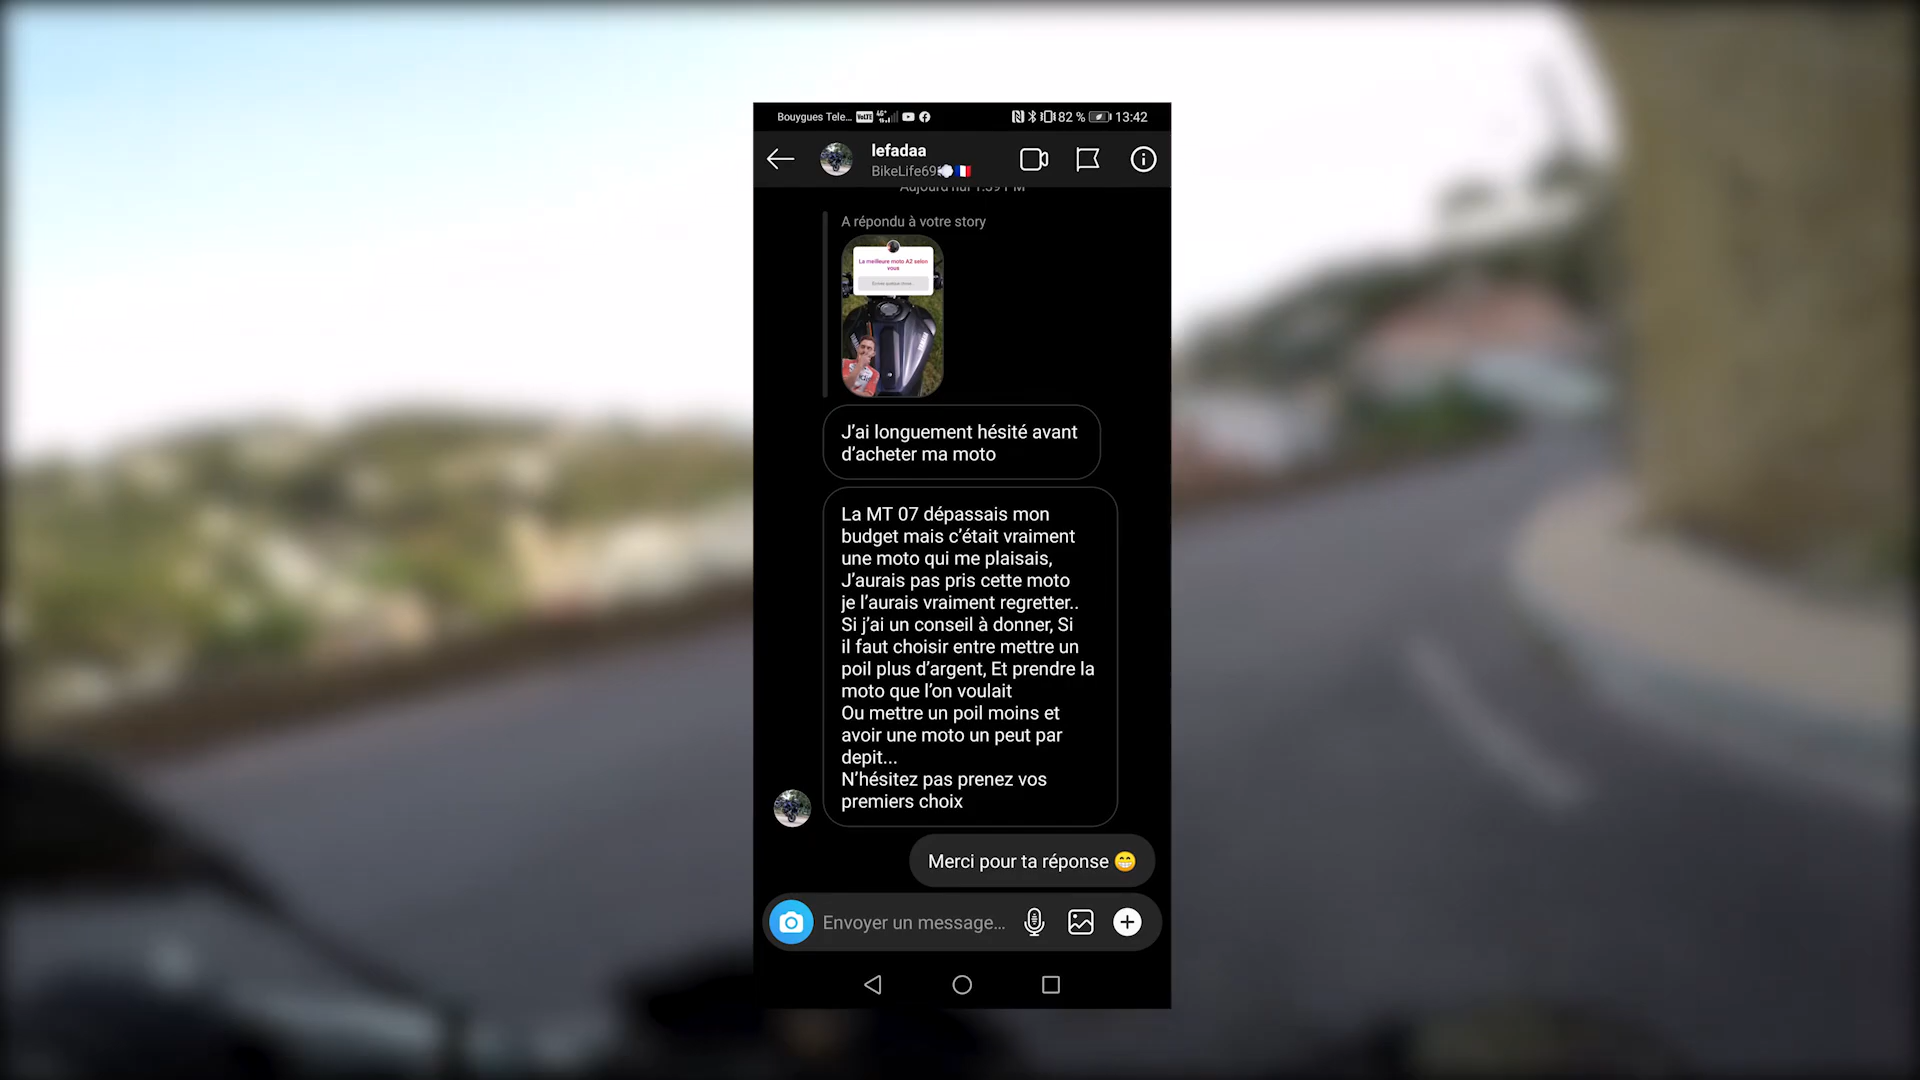 Bouygues Tele... VoLTE 4G+ 82 % 13:42
lefadaa
BikeLife69
Aujourd'hui 1:39 PM
A répondu à votre story
La meilleure moto A2 selon
vous
J'ai longuement hésité avant
d'acheter ma moto
La MT 07 dépassais mon
budget mais c'était vraiment
une moto qui me plaisais,
J'aurais pas pris cette moto
je l'aurais vraiment regretter..
Si j'ai un conseil à donner, Si
il faut choisir entre mettre un
poil plus d'argent, Et prendre la
moto que l'on voulait
Ou mettre un poil moins et
avoir une moto un peut par
depit...
N'hésitez pas prenez vos
premiers choix
Merci pour ta réponse 😁
Envoyer un message...